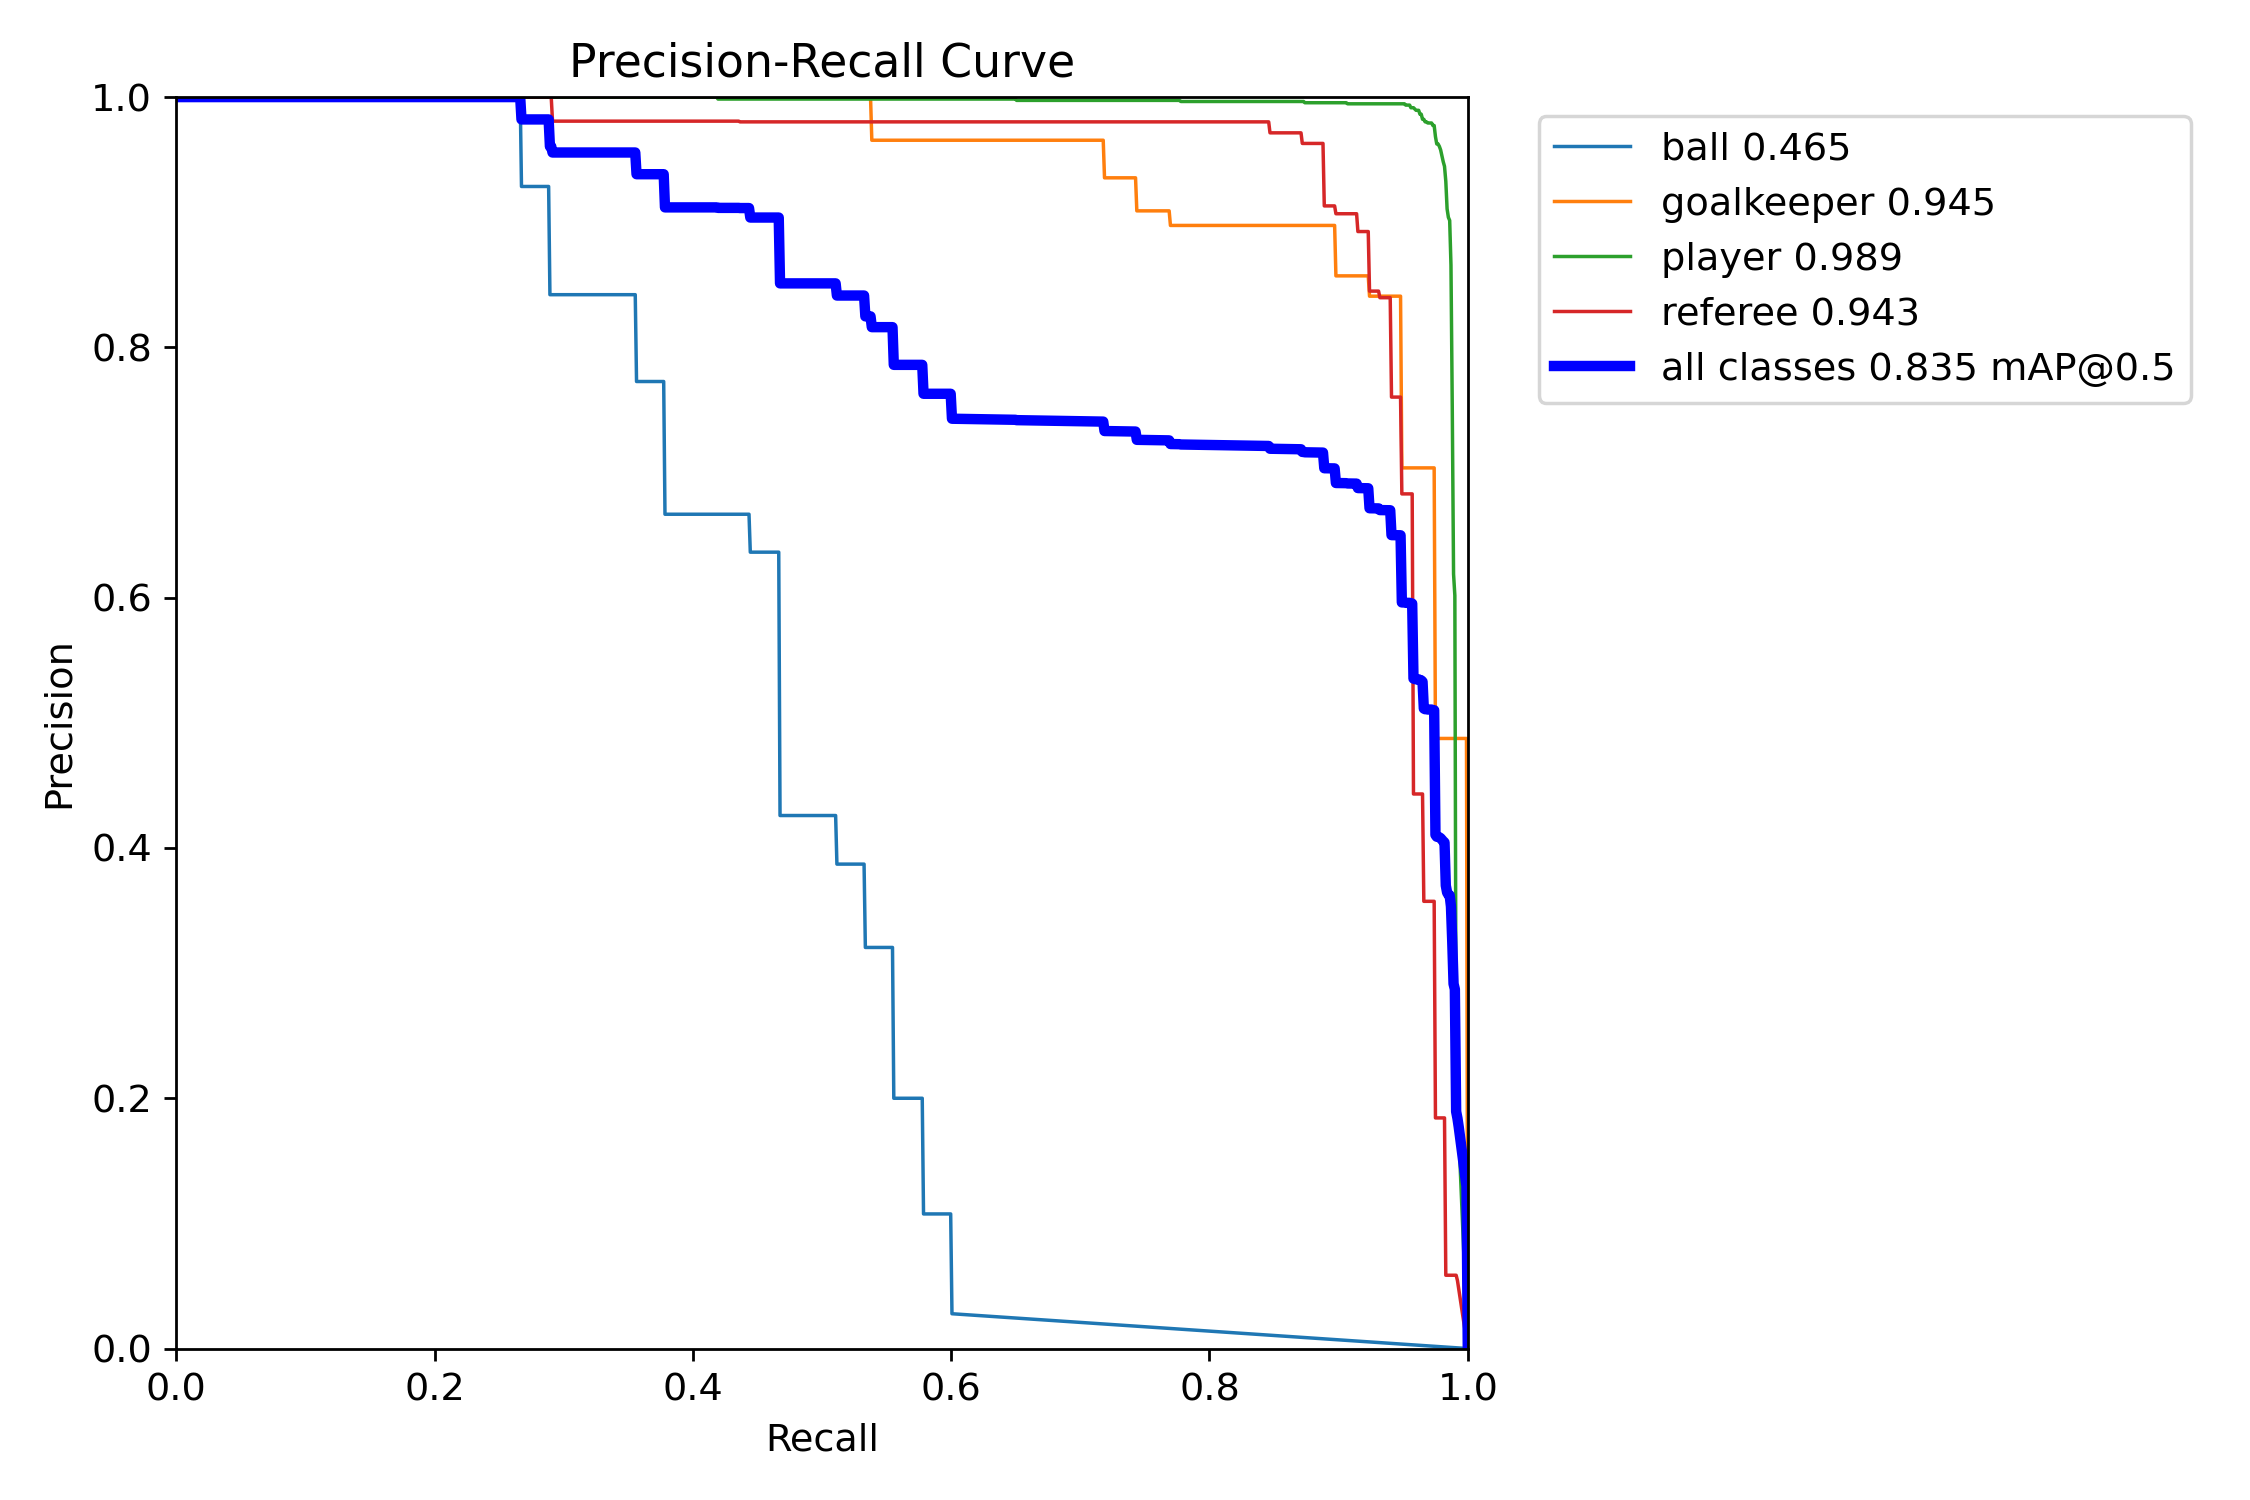 Precision-Recall Curve
1.0
0.8
0.6
0.4
0.2
0.0
Precision
0.0 0.2 0.4 0.6 0.8 1.0
Recall
ball 0.465
goalkeeper 0.945
player 0.989
referee 0.943
all classes 0.835 mAP@0.5